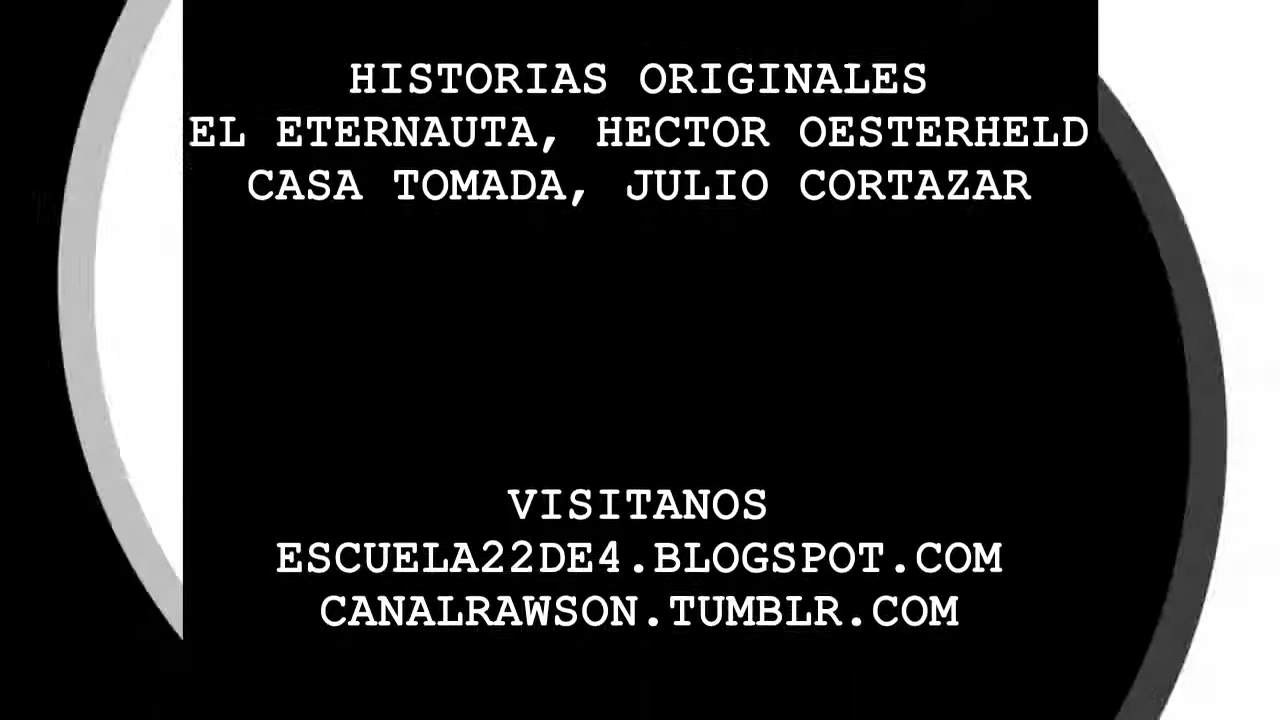 HISTORIAS ORIGINALES
EL ETERNAUTA, HECTOR OESTERHELD
CASA TOMADA, JULIO CORTAZAR
VISITANOS
ESCUELA22DE4.BLOGSPOT.COM
CANALRAWSON.TUMBLR.COM